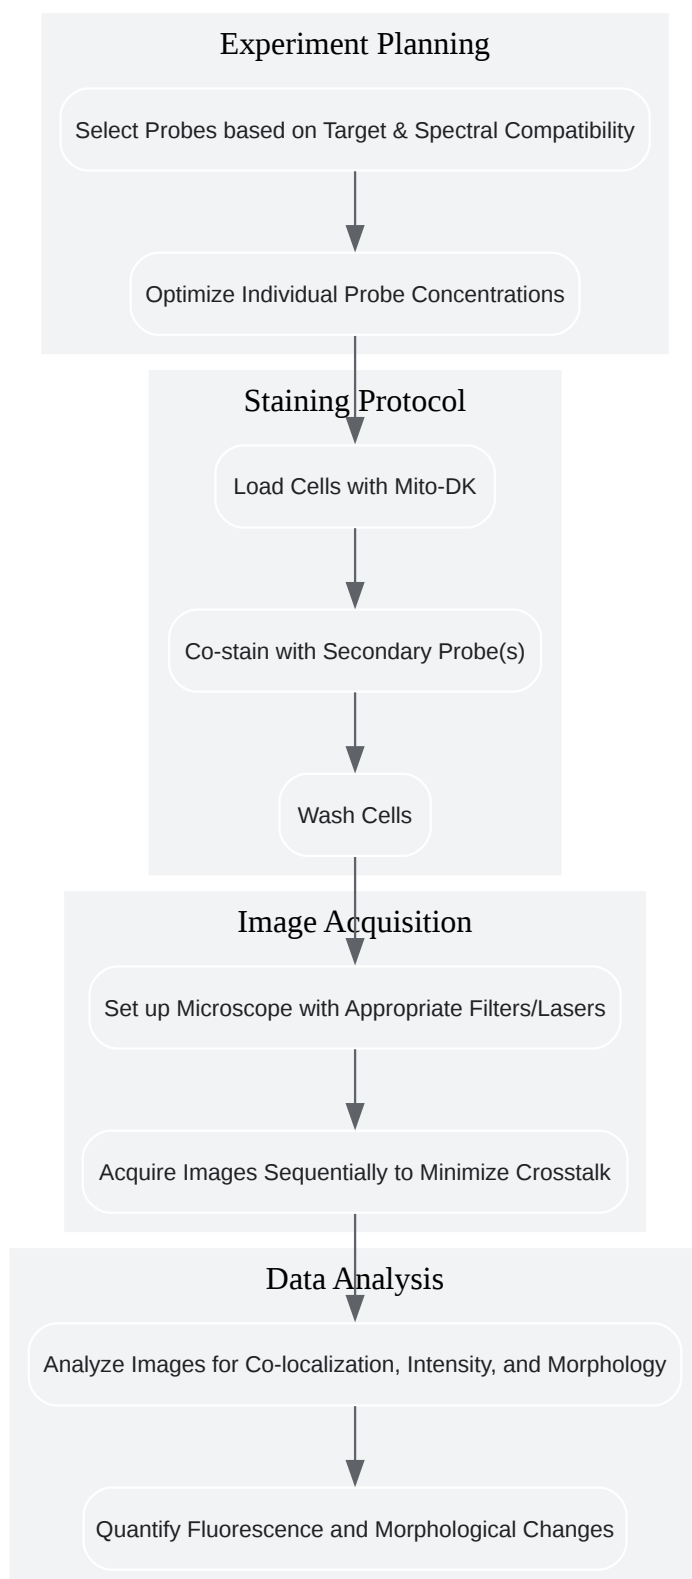 Experiment Planning
Select Probes based on Target & Spectral Compatibility
Optimize Individual Probe Concentrations
Staining Protocol
Load Cells with Mito-DK
Co-stain with Secondary Probe(s)
Wash Cells
Image Acquisition
Set up Microscope with Appropriate Filters/Lasers
Acquire Images Sequentially to Minimize Crosstalk
Data Analysis
Analyze Images for Co-localization, Intensity, and Morphology
Quantify Fluorescence and Morphological Changes